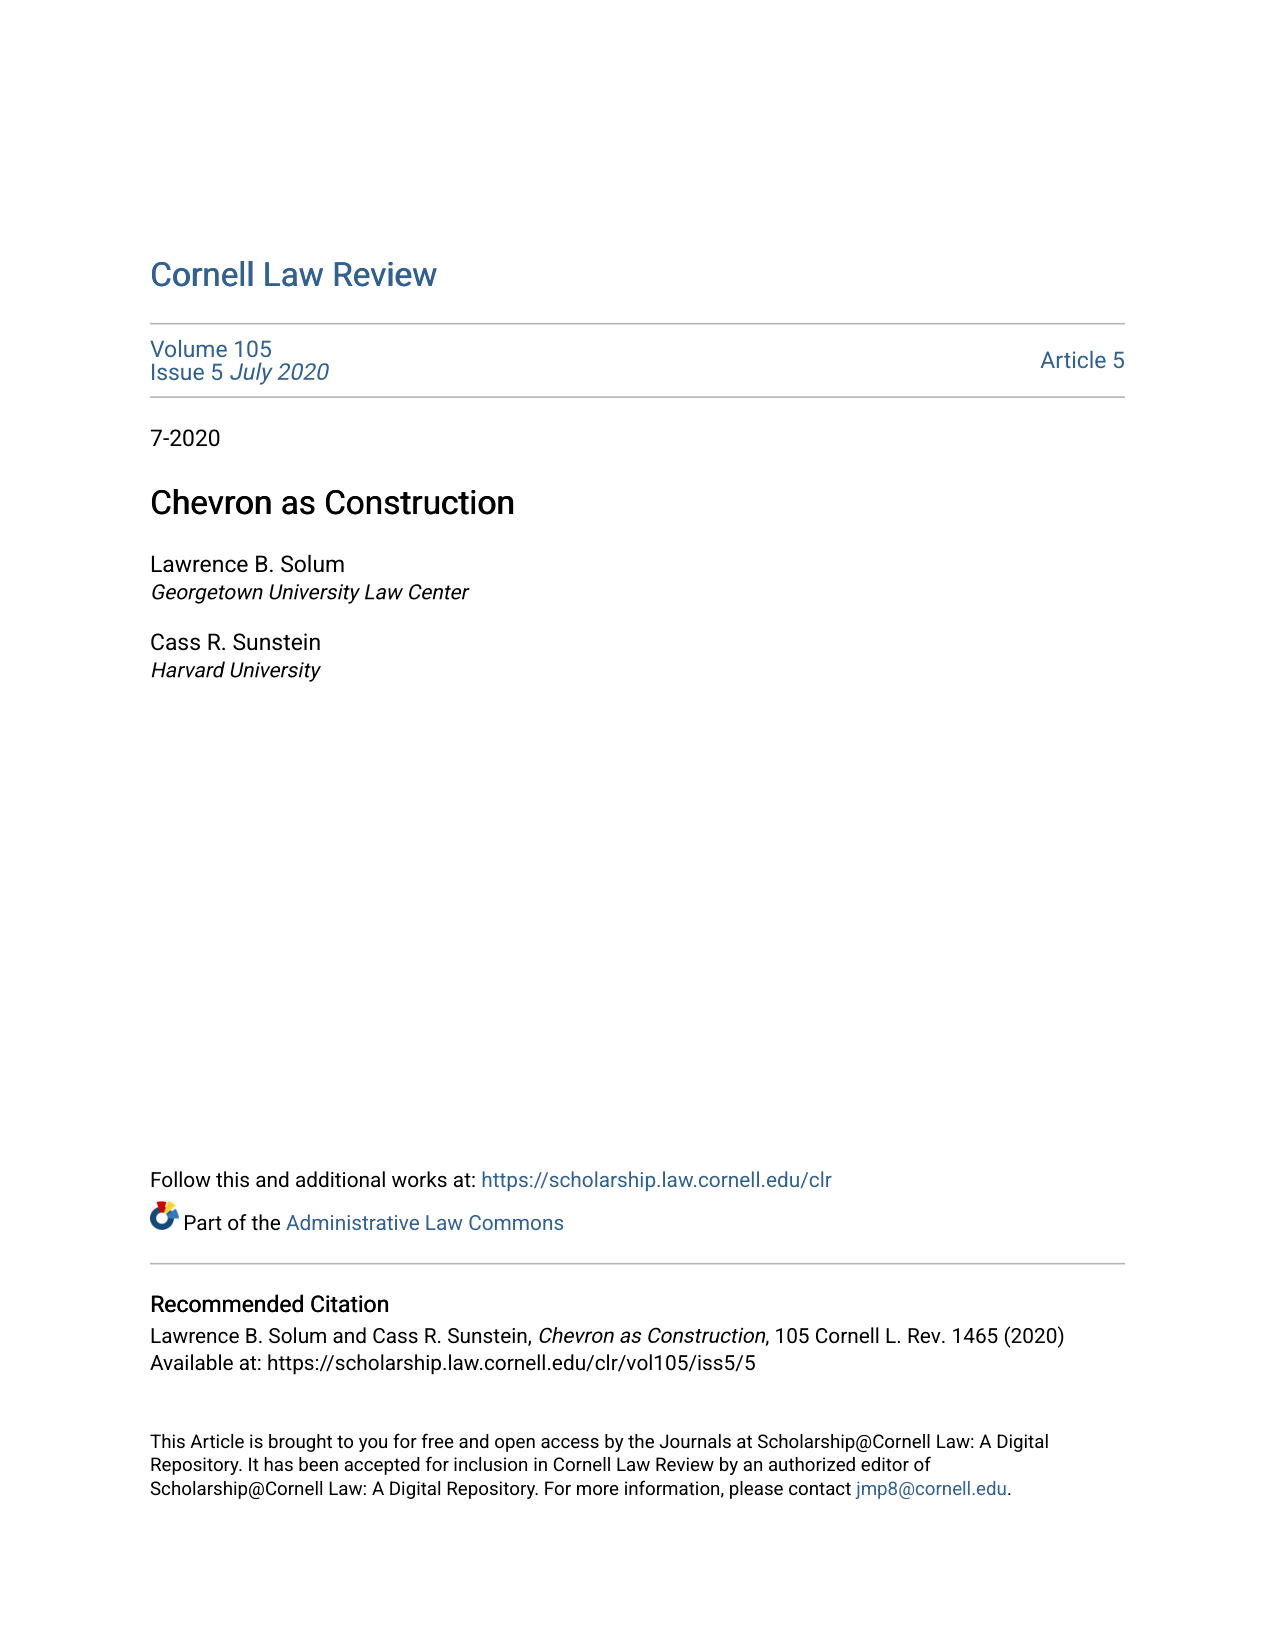 Cornell Law Review
Volume 105
Issue 5 July 2020
Article 5
7-2020
Chevron as Construction
Lawrence B. Solum
Georgetown University Law Center
Cass R. Sunstein
Harvard University
Follow this and additional works at: https://scholarship.law.cornell.edu/clr
Part of the Administrative Law Commons
Recommended Citation
Lawrence B. Solum and Cass R. Sunstein, Chevron as Construction, 105 Cornell L. Rev. 1465 (2020)
Available at: https://scholarship.law.cornell.edu/clr/vol105/iss5/5
This Article is brought to you for free and open access by the Journals at Scholarship@Cornell Law: A Digital
Repository. It has been accepted for inclusion in Cornell Law Review by an authorized editor of
Scholarship@Cornell Law: A Digital Repository. For more information, please contact jmp8@cornell.edu.